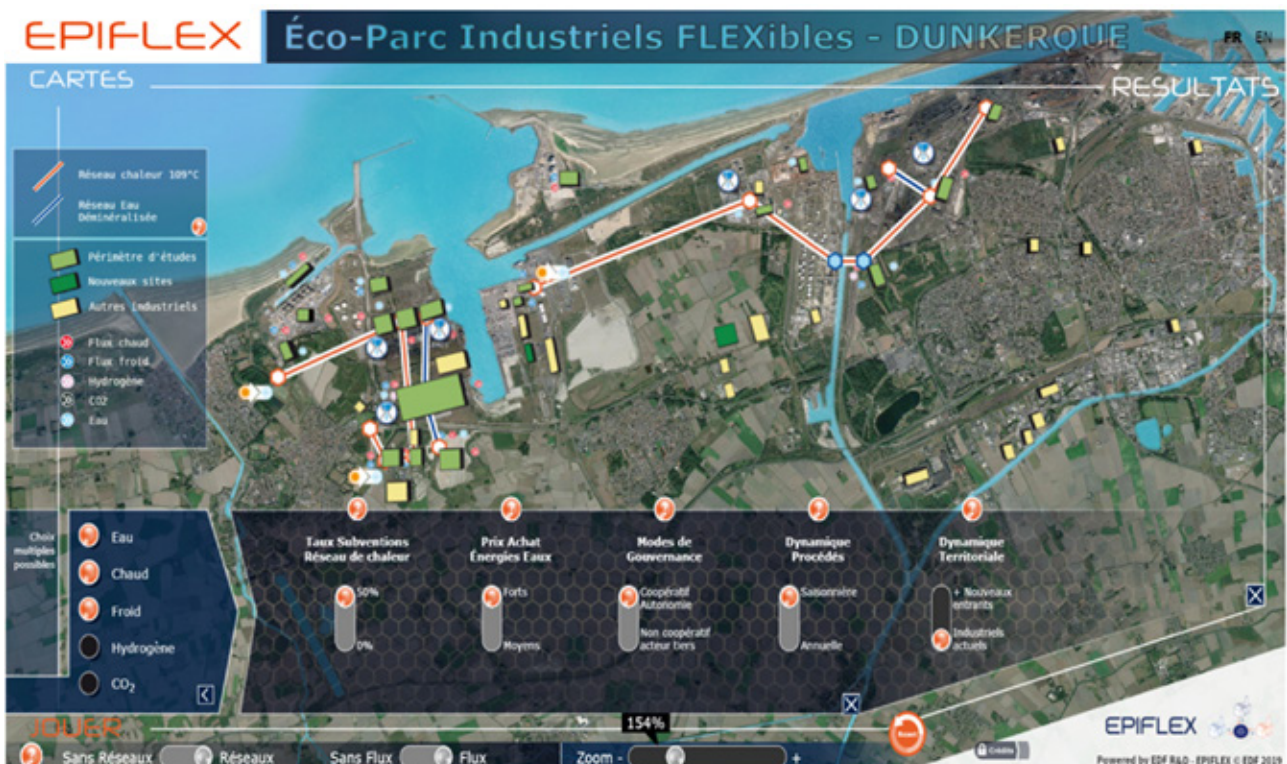 EPIFLEX
Éco-Parc Industriels FLEXibles - DUNKERQUE
FR EN
CARTES
RESULTATS
Réseau chaleur 109°C
Réseau Eau
Déminéralisée
Périmètre d'études
Nouveaux sites
Autres industriels
Flux chaud
Flux froid
Hydrogène
CO2
Eau
Choix
multiples
possibles
Eau
Chaud
Froid
Hydrogène
CO2
Taux Subventions
Réseau de chaleur
50%
0%
Prix Achat
Énergies Eaux
Forts
Moyens
Modes de
Gouvernance
Coopératif
Autonomie
Non coopératif
acteur tiers
Dynamique
Procédés
Saisonnière
Annuelle
Dynamique
Territoriale
+ Nouveaux
entrants
Industriels
actuels
JOUER
154%
Reset
EPIFLEX
Sans Réseaux
Réseaux
Sans Flux
Flux
Zoom - +
Crédits
Powered by EDF R&D - EPIFLEX © EDF 2019